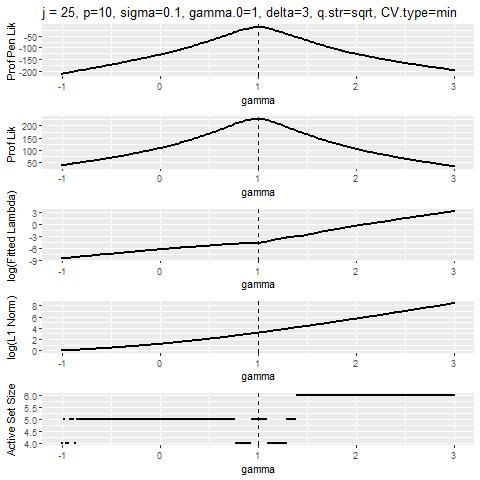 j = 25, p=10, sigma=0.1, gamma.0=1, delta=3, q.str=sqrt, CV.type=min
Prof Pen Lik
-50
-100
-150
-200
-1 0 1 2 3
gamma
Prof Lik
200
150
100
50
-1 0 1 2 3
gamma
log(Fitted Lambda)
3
0
-3
-6
-9
-1 0 1 2 3
gamma
log(L1 Norm)
8
6
4
2
0
-1 0 1 2 3
gamma
Active Set Size
6.0
5.5
5.0
4.5
4.0
-1 0 1 2 3
gamma